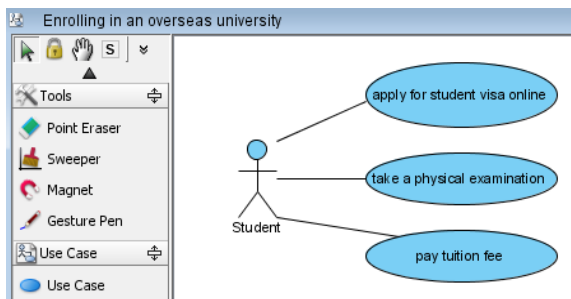 Enrolling in an overseas university
S
Tools
Point Eraser
Sweeper
Magnet
Gesture Pen
Use Case
Use Case
apply for student visa online
take a physical examination
Student
pay tuition fee